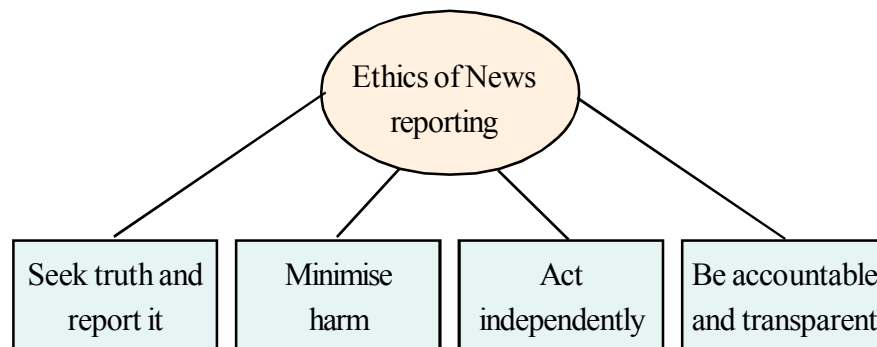 Ethics of News
reporting
Seek truth and
report it
Minimise
harm
Act
independently
Be accountable
and transparent